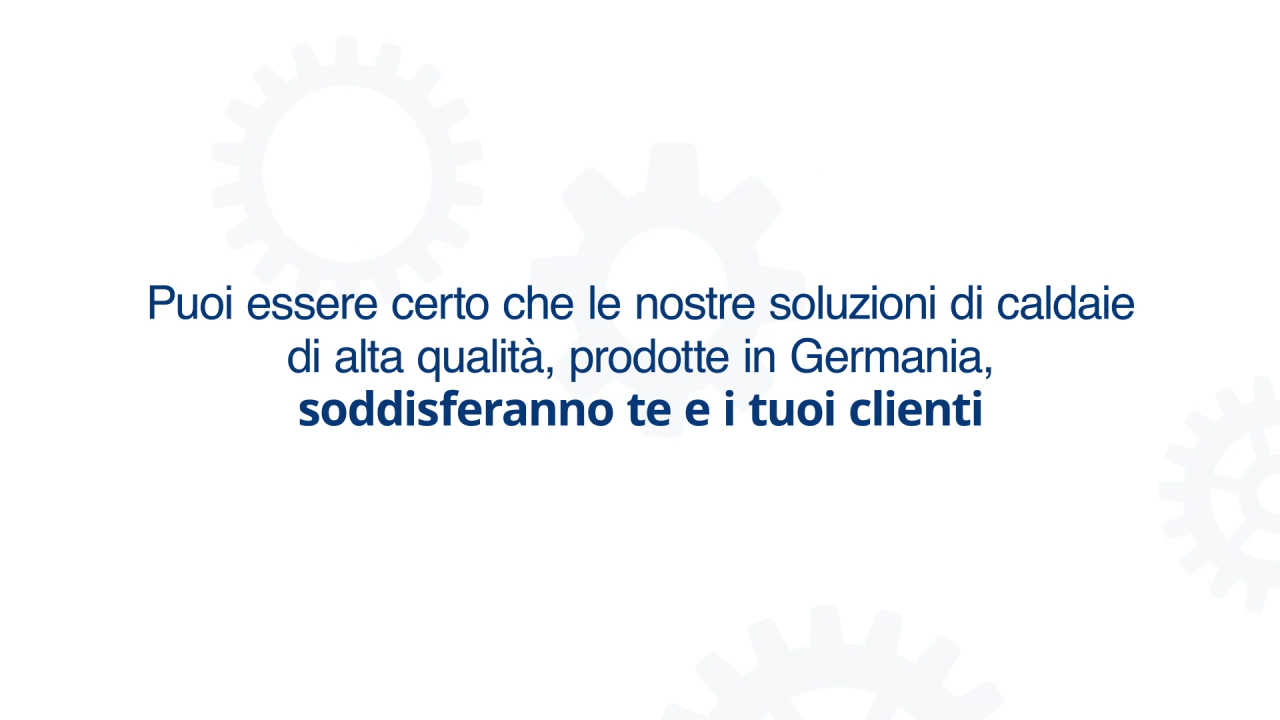 Puoi essere certo che le nostre soluzioni di caldaie
di alta qualità, prodotte in Germania,
soddisferanno te e i tuoi clienti